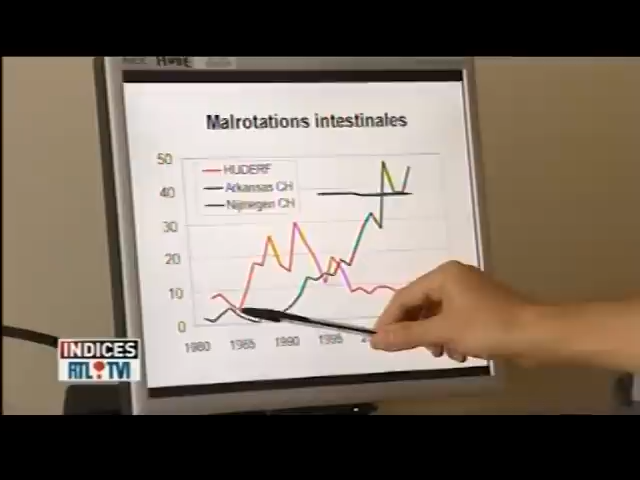 NEC
Malrotations intestinales
50
40
30
20
10
0
HUDERF
Arkansas CH
Nijmegen CH
1980
1985
1990
1995
INDICES
RTL TVI